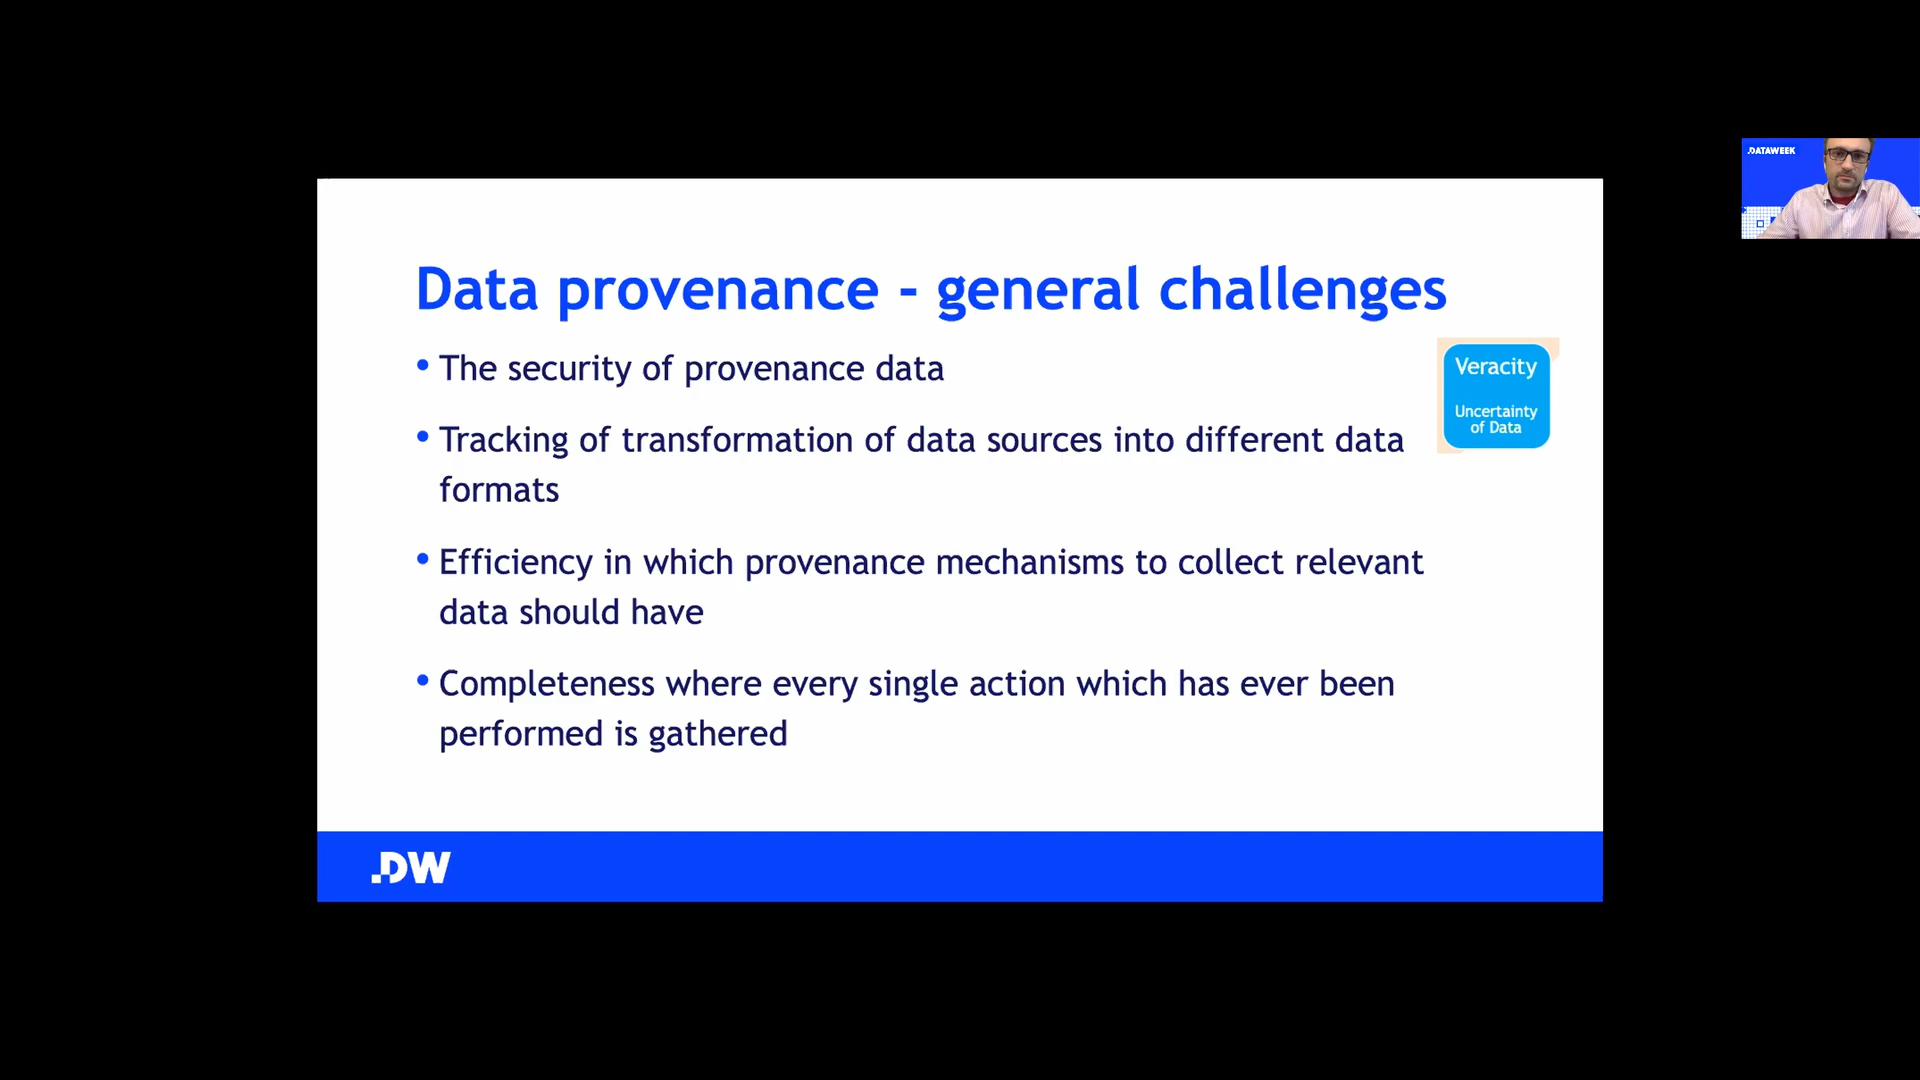 .DATAWEEK
Data provenance - general challenges
• The security of provenance data
• Tracking of transformation of data sources into different data
formats
• Efficiency in which provenance mechanisms to collect relevant
data should have
• Completeness where every single action which has ever been
performed is gathered
Veracity
Uncertainty
of Data
.DW